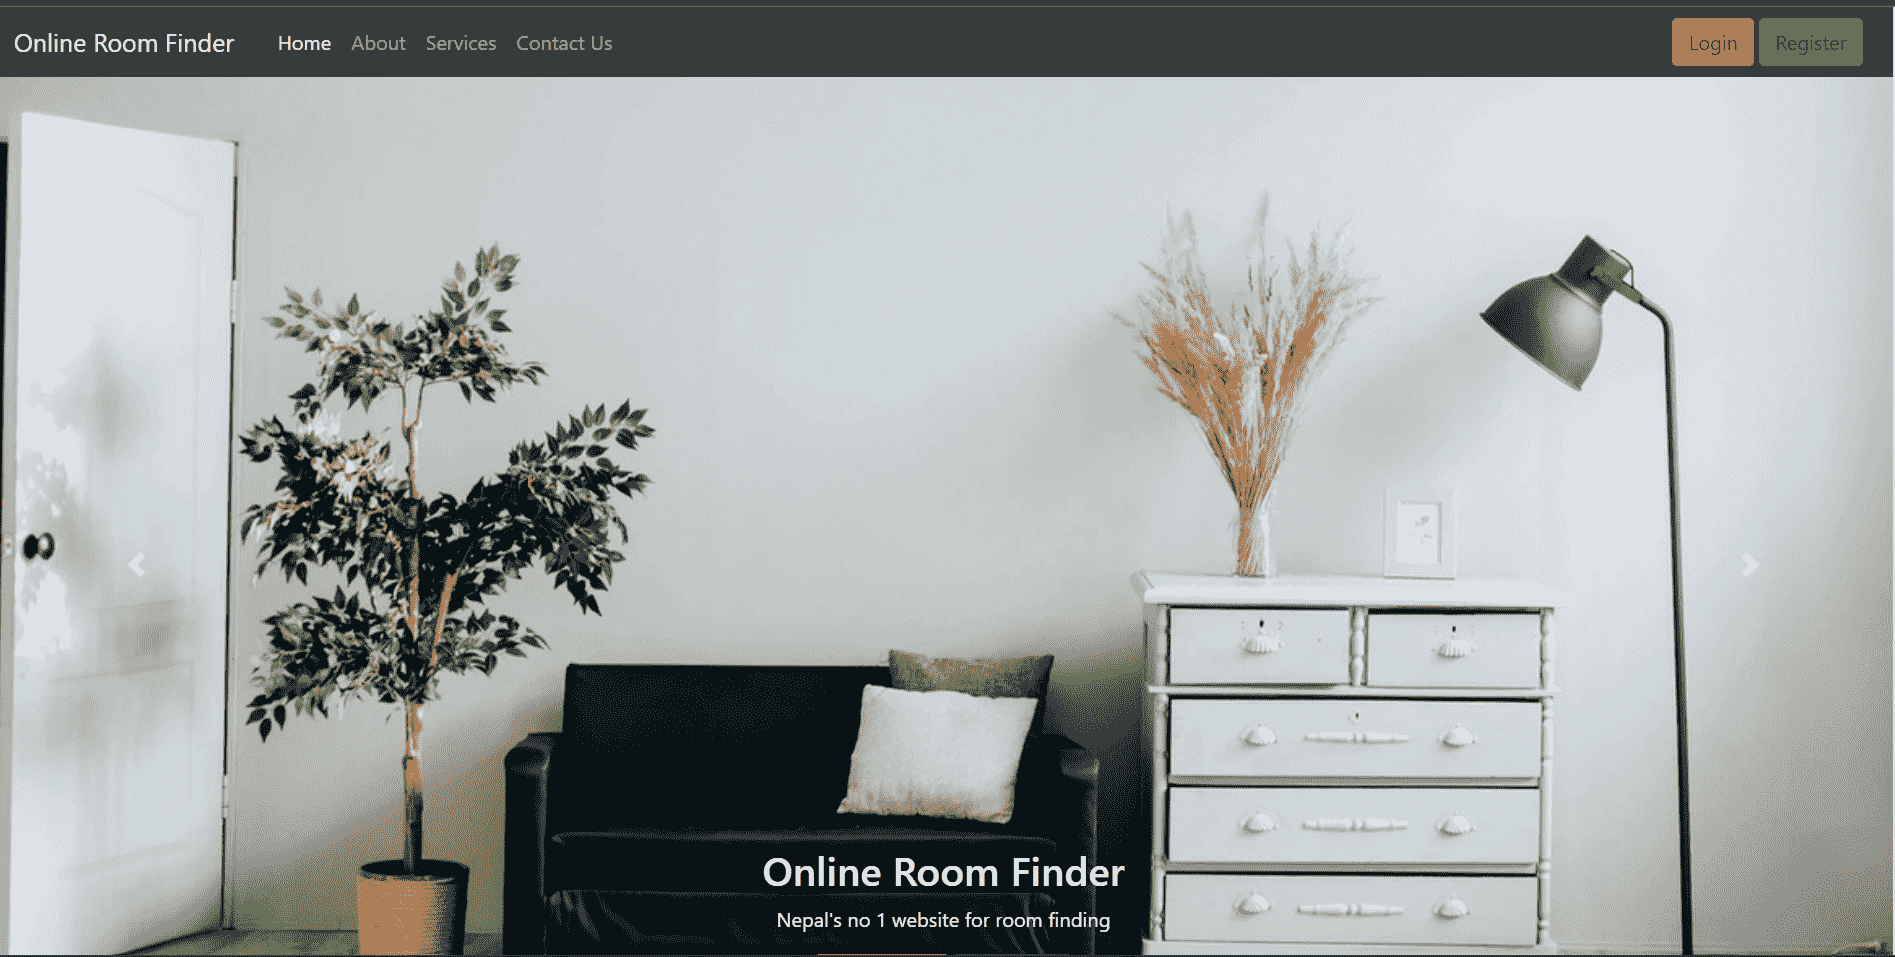 Online Room Finder Home About Services Contact Us Login Register
Online Room Finder
Nepal's no 1 website for room finding